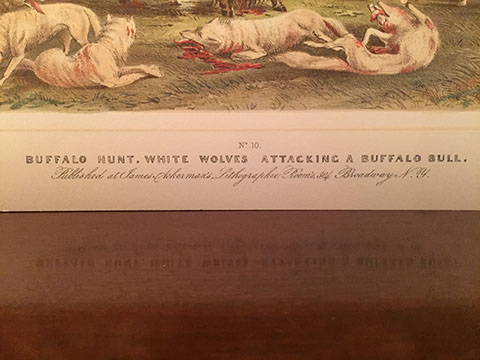 Nº 10.
BUFFALO HUNT. WHITE WOLVES ATTACKING A BUFFALO BULL.
Published at James Ackerman's Lithographic Rooms, 304 Broadway N. Y.